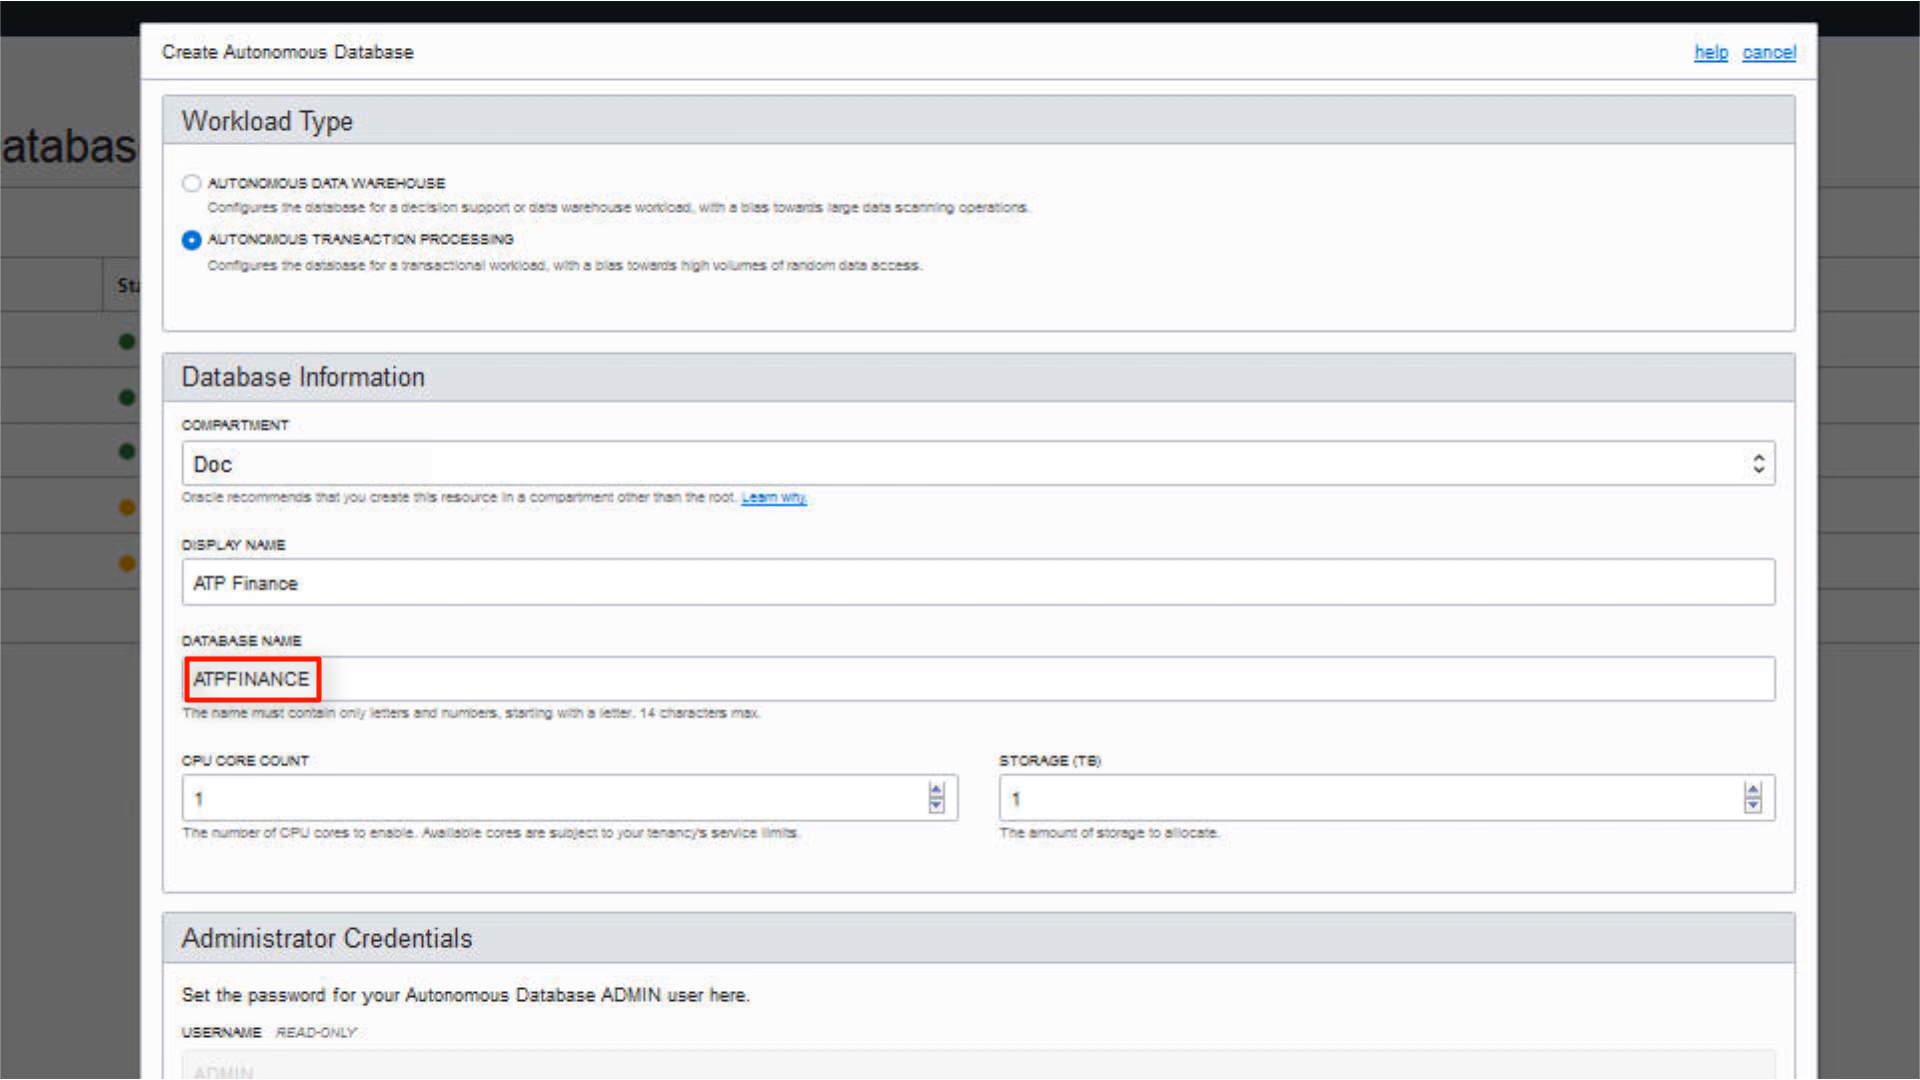 Create Autonomous Database
help cancel
atabas
Workload Type
AUTONOMOUS DATA WAREHOUSE
Configures the database for a decision support or data warehouse workload, with a bias towards large data scanning operations.
AUTONOMOUS TRANSACTION PROCESSING
Configures the database for a transactional workload, with a bias towards high volumes of random data access.
Sta
Database Information
COMPARTMENT
Doc
Oracle recommends that you create this resource in a compartment other than the root. Learn why.
DISPLAY NAME
ATP Finance
DATABASE NAME
ATPFINANCE
The name must contain only letters and numbers, starting with a letter. 14 characters max.
CPU CORE COUNT
STORAGE (TB)
1
1
The number of CPU cores to enable. Available cores are subject to your tenancy's service limits.
The amount of storage to allocate.
Administrator Credentials
Set the password for your Autonomous Database ADMIN user here.
USERNAME READ-ONLY
ADMIN